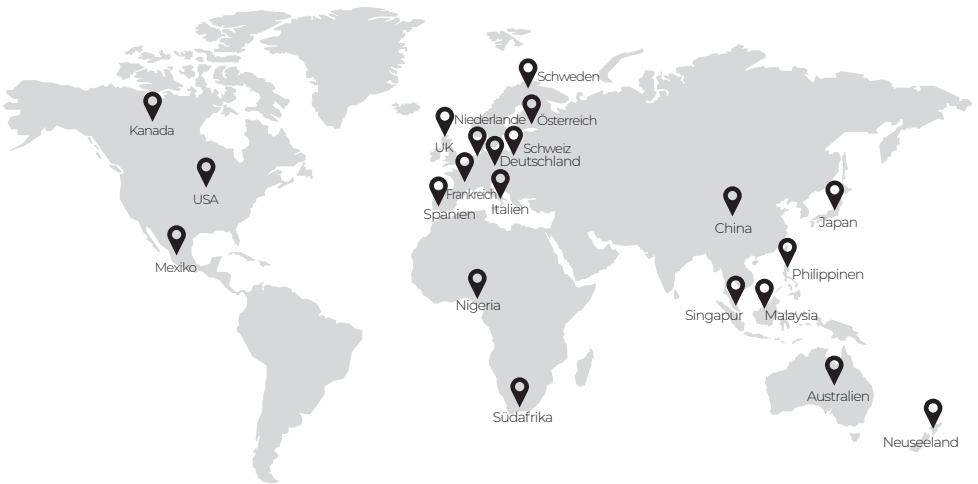 Schweden
Niederlande
Österreich
Kanada
UK
Schweiz
Deutschland
USA
Frankreich
Spanien
Italien
China
Japan
Mexiko
Philippinen
Nigeria
Singapur
Malaysia
Australien
Südafrika
Neuseeland